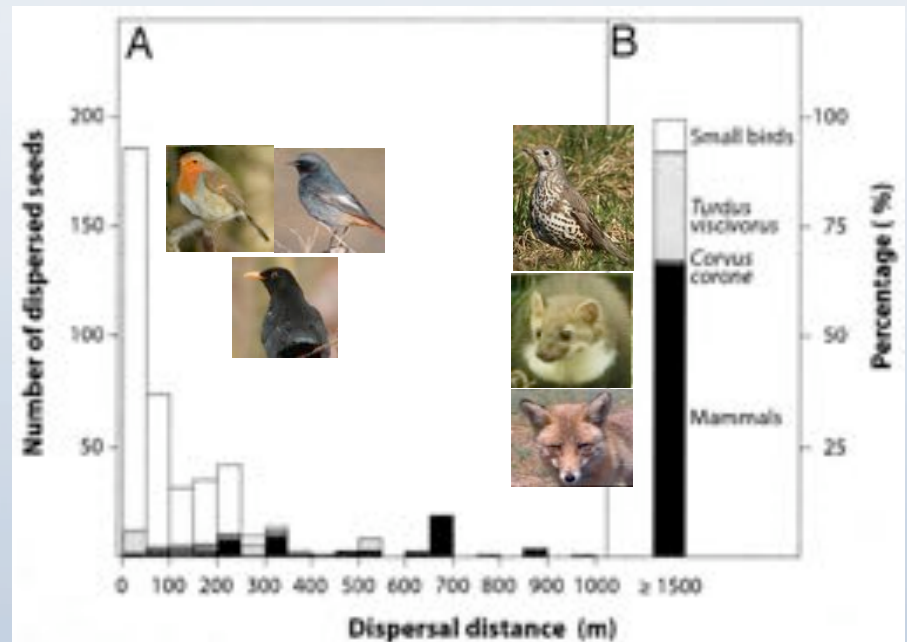 A
B
200
150
100
50
Number of dispersed seeds
100
75
50
25
Percentage (%)
Small birds
Turdus
viscivorus
Corvus
corone
Mammals
0 100 200 300 400 500 600 700 800 900 1000 ≥ 1500
Dispersal distance (m)